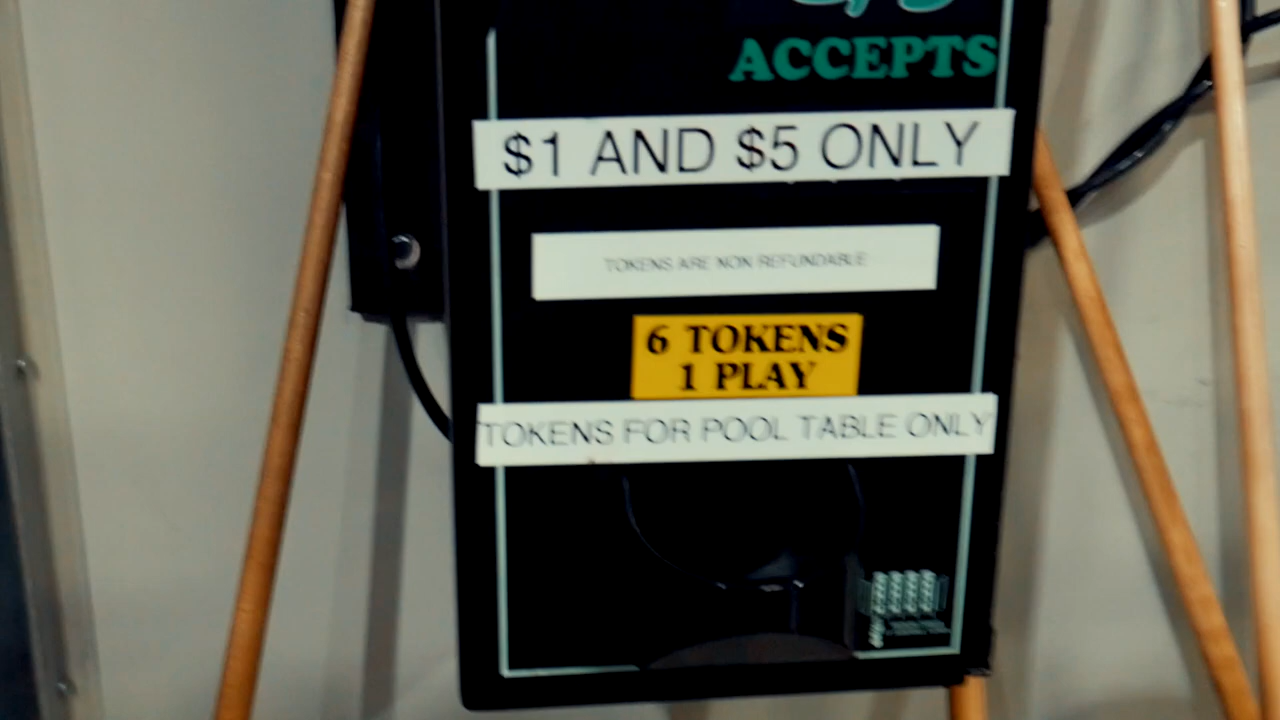 ACCEPTS
$1 AND $5 ONLY
TOKENS ARE NON REFUNDABLE
6 TOKENS
1 PLAY
TOKENS FOR POOL TABLE ONLY